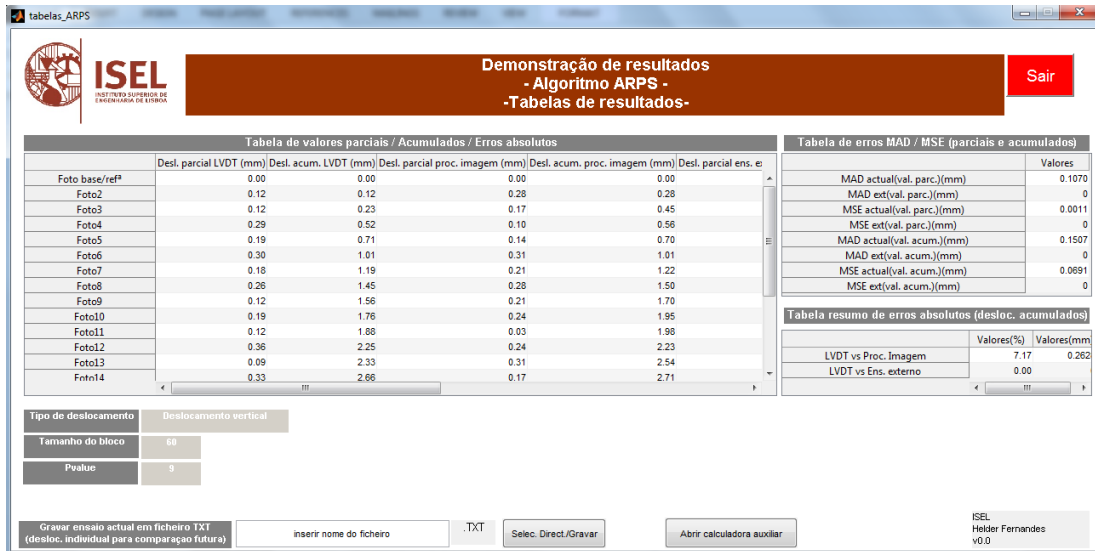 tabelas_ARPS
ISEL
INSTITUTO SUPERIOR DE
ENGENHARIA DE LISBOA
Demonstração de resultados
- Algoritmo ARPS -
-Tabelas de resultados-
Sair
Tabela de valores parciais / Acumulados / Erros absolutos
Desl. parcial LVDT (mm) Desl. acum. LVDT (mm) Desl. parcial proc. imagem (mm) Desl. acum. proc. imagem (mm) Desl. parcial ens. e
Foto base/refª 0.00 0.00 0.00 0.00
Foto2 0.12 0.12 0.28 0.28
Foto3 0.12 0.23 0.17 0.45
Foto4 0.29 0.52 0.10 0.56
Foto5 0.19 0.71 0.14 0.70
Foto6 0.30 1.01 0.31 1.01
Foto7 0.18 1.19 0.21 1.22
Foto8 0.26 1.45 0.28 1.50
Foto9 0.12 1.56 0.21 1.70
Foto10 0.19 1.76 0.24 1.95
Foto11 0.12 1.88 0.03 1.98
Foto12 0.36 2.25 0.24 2.23
Foto13 0.09 2.33 0.31 2.54
Foto14 0.33 2.66 0.17 2.71
Tabela de erros MAD / MSE (parciais e acumulados)
Valores
MAD actual(val. parc.)(mm) 0.1070
MAD ext(val. parc.)(mm) 0
MSE actual(val. parc.)(mm) 0.0011
MSE ext(val. parc.)(mm) 0
MAD actual(val. acum.)(mm) 0.1507
MAD ext(val. acum.)(mm) 0
MSE actual(val. acum.)(mm) 0.0691
MSE ext(val. acum.)(mm) 0
Tabela resumo de erros absolutos (desloc. acumulados)
Valores(%) Valores(mm
LVDT vs Proc. Imagem 7.17 0.262
LVDT vs Ens. externo 0.00
Tipo de deslocamento Deslocamento vertical
Tamanho do bloco 60
Pvalue 9
Gravar ensaio actual em ficheiro TXT
(desloc. individual para comparaçao futura)
inserir nome do ficheiro .TXT Selec. Direct./Gravar Abrir calculadora auxiliar
ISEL
Helder Fernandes
v0.0